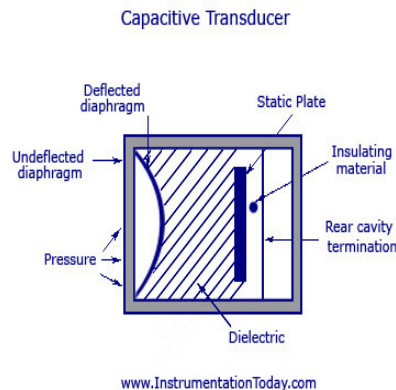 Capacitive Transducer
Deflected
diaphragm
Static Plate
Undeflected
diaphragm
Insulating
material
Pressure
Rear cavity
termination
Dielectric
www.InstrumentationToday.com